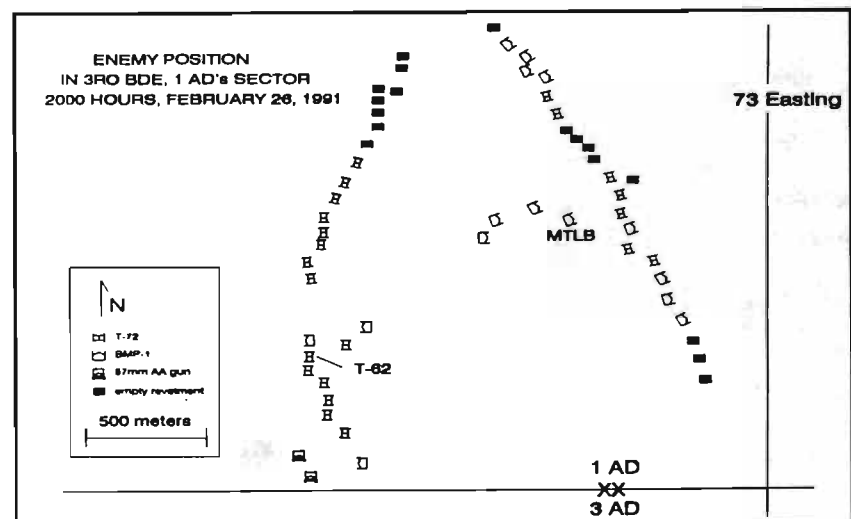 ENEMY POSITION
IN 3RO BDE, 1 AD's SECTOR
2000 HOURS, FEBRUARY 26, 1991
73 Easting
MTLB
N
T-72
BMP-1
57mm AA gun
empty revetment
500 meters
T-62
1 AD
XX
3 AD